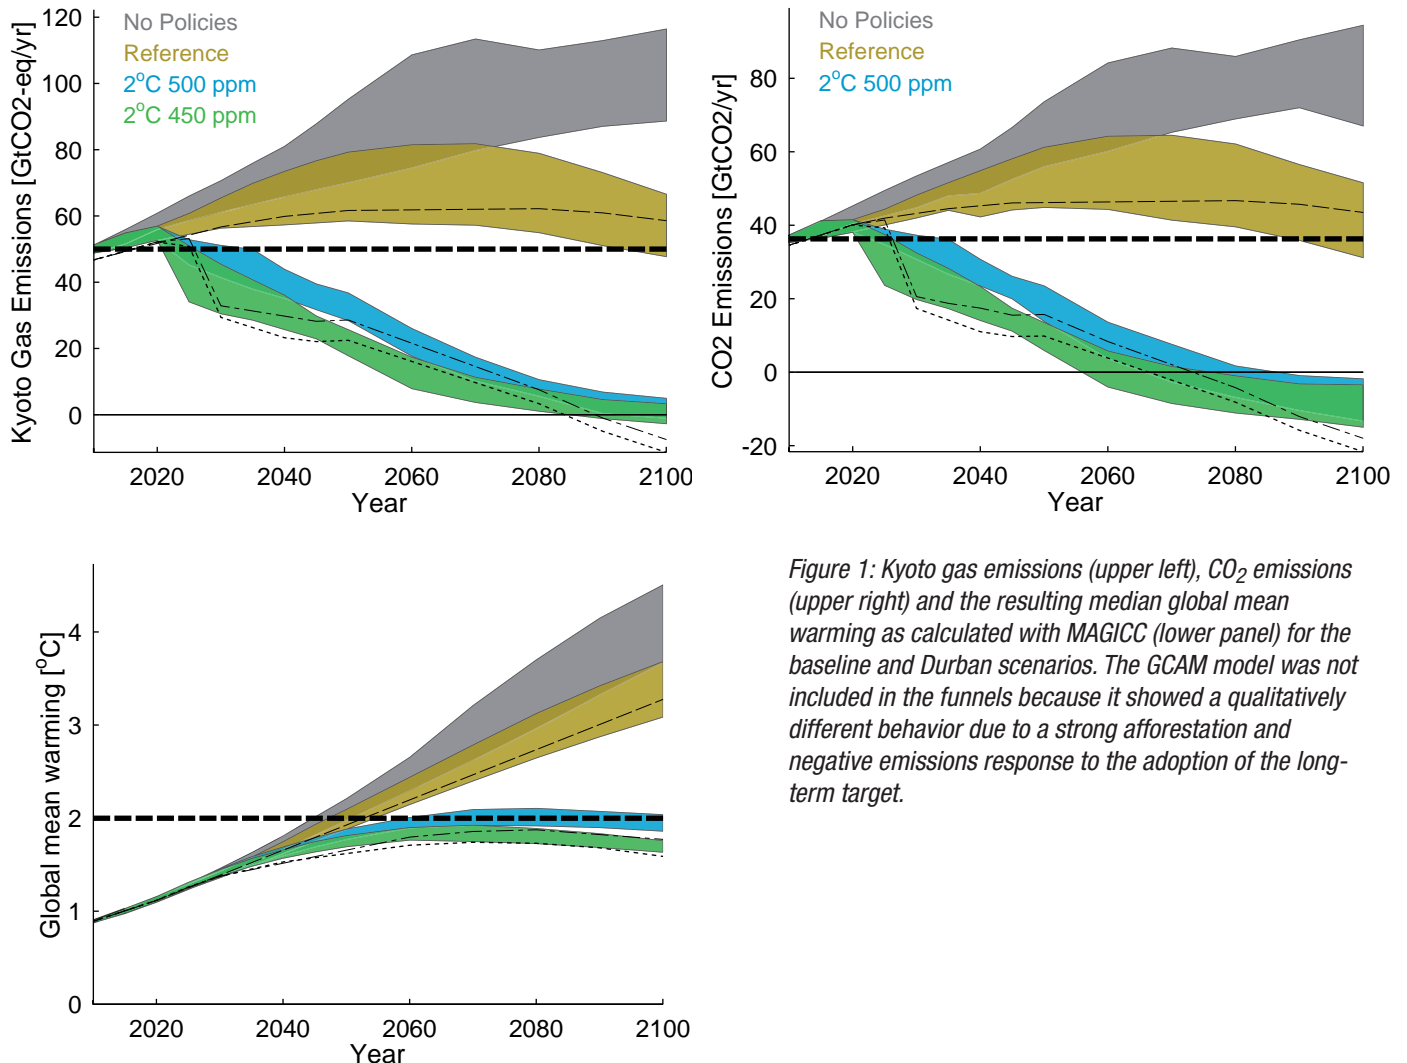 120
100
80
60
40
20
0
Kyoto Gas Emissions [GtCO2-eq/yr]
No Policies
Reference
2°C 500 ppm
2°C 450 ppm
2020 2040 2060 2080 2100
Year
80
60
40
20
0
-20
CO2 Emissions [GtCO2/yr]
No Policies
Reference
2°C 500 ppm
2020 2040 2060 2080 2100
Year
4
3
2
1
0
Global mean warming [°C]
2020 2040 2060 2080 2100
Year
Figure 1: Kyoto gas emissions (upper left), CO2 emissions
(upper right) and the resulting median global mean
warming as calculated with MAGICC (lower panel) for the
baseline and Durban scenarios. The GCAM model was not
included in the funnels because it showed a qualitatively
different behavior due to a strong afforestation and
negative emissions response to the adoption of the long-
term target.